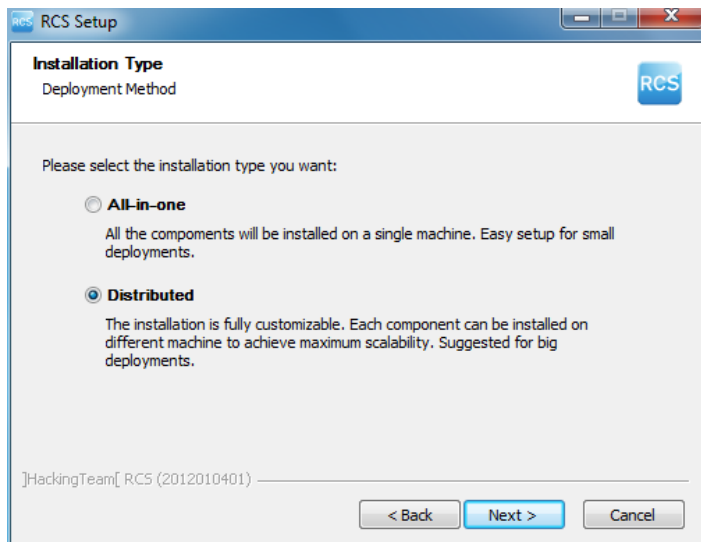 RCS RCS Setup
Installation Type
Deployment Method
RCS
Please select the installation type you want:
All-in-one
All the compoments will be installed on a single machine. Easy setup for small
deployments.
Distributed
The installation is fully customizable. Each component can be installed on
different machine to achieve maximum scalability. Suggested for big
deployments.
]HackingTeam[ RCS (2012010401)
< Back Next > Cancel